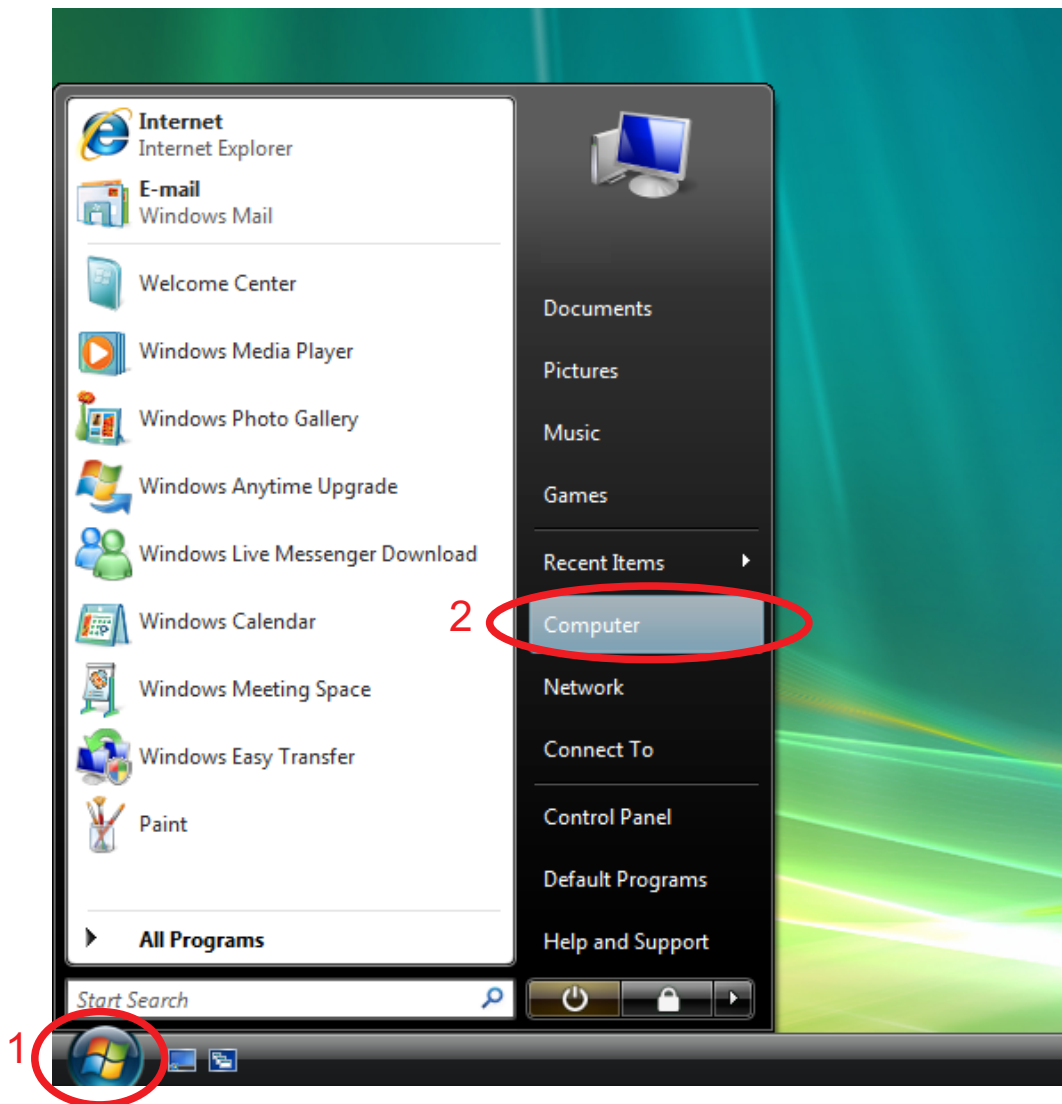 Internet
Internet Explorer
E-mail
Windows Mail
Welcome Center
Windows Media Player
Windows Photo Gallery
Windows Anytime Upgrade
Windows Live Messenger Download
Windows Calendar
Windows Meeting Space
Windows Easy Transfer
Paint
All Programs
Start Search
Documents
Pictures
Music
Games
Recent Items
2
Computer
Network
Connect To
Control Panel
Default Programs
Help and Support
1